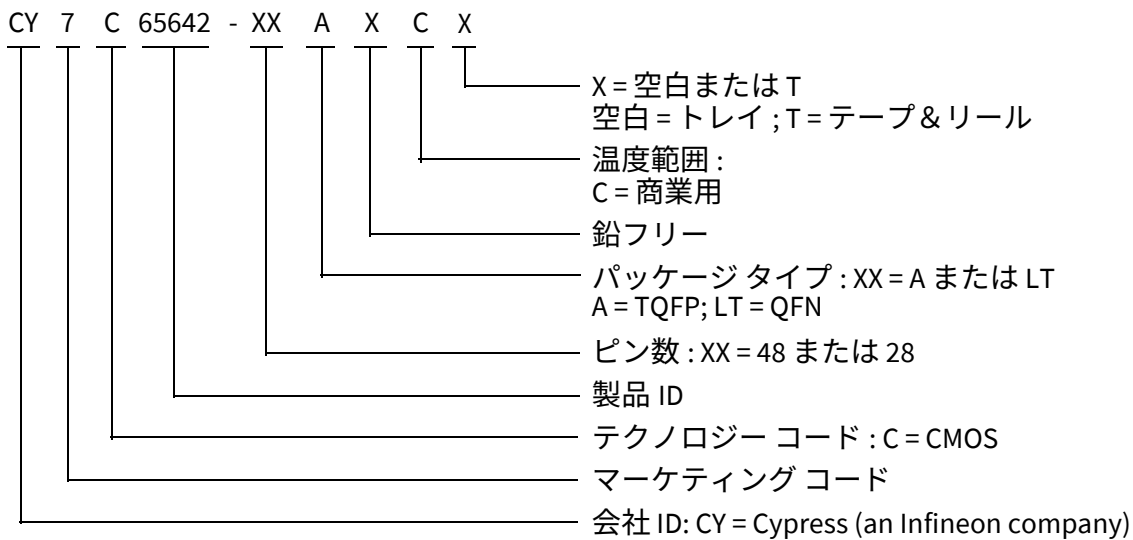 CY 7 C 65642 - XX A X C X
X = 空白または T
空白 = トレイ ; T = テープ & リール
温度範囲 :
C = 商業用
鉛フリー
パッケージ タイプ : XX = A または LT
A = TQFP; LT = QFN
ピン数 : XX = 48 または 28
製品 ID
テクノロジー コード : C = CMOS
マーケティング コード
会社 ID: CY = Cypress (an Infineon company)